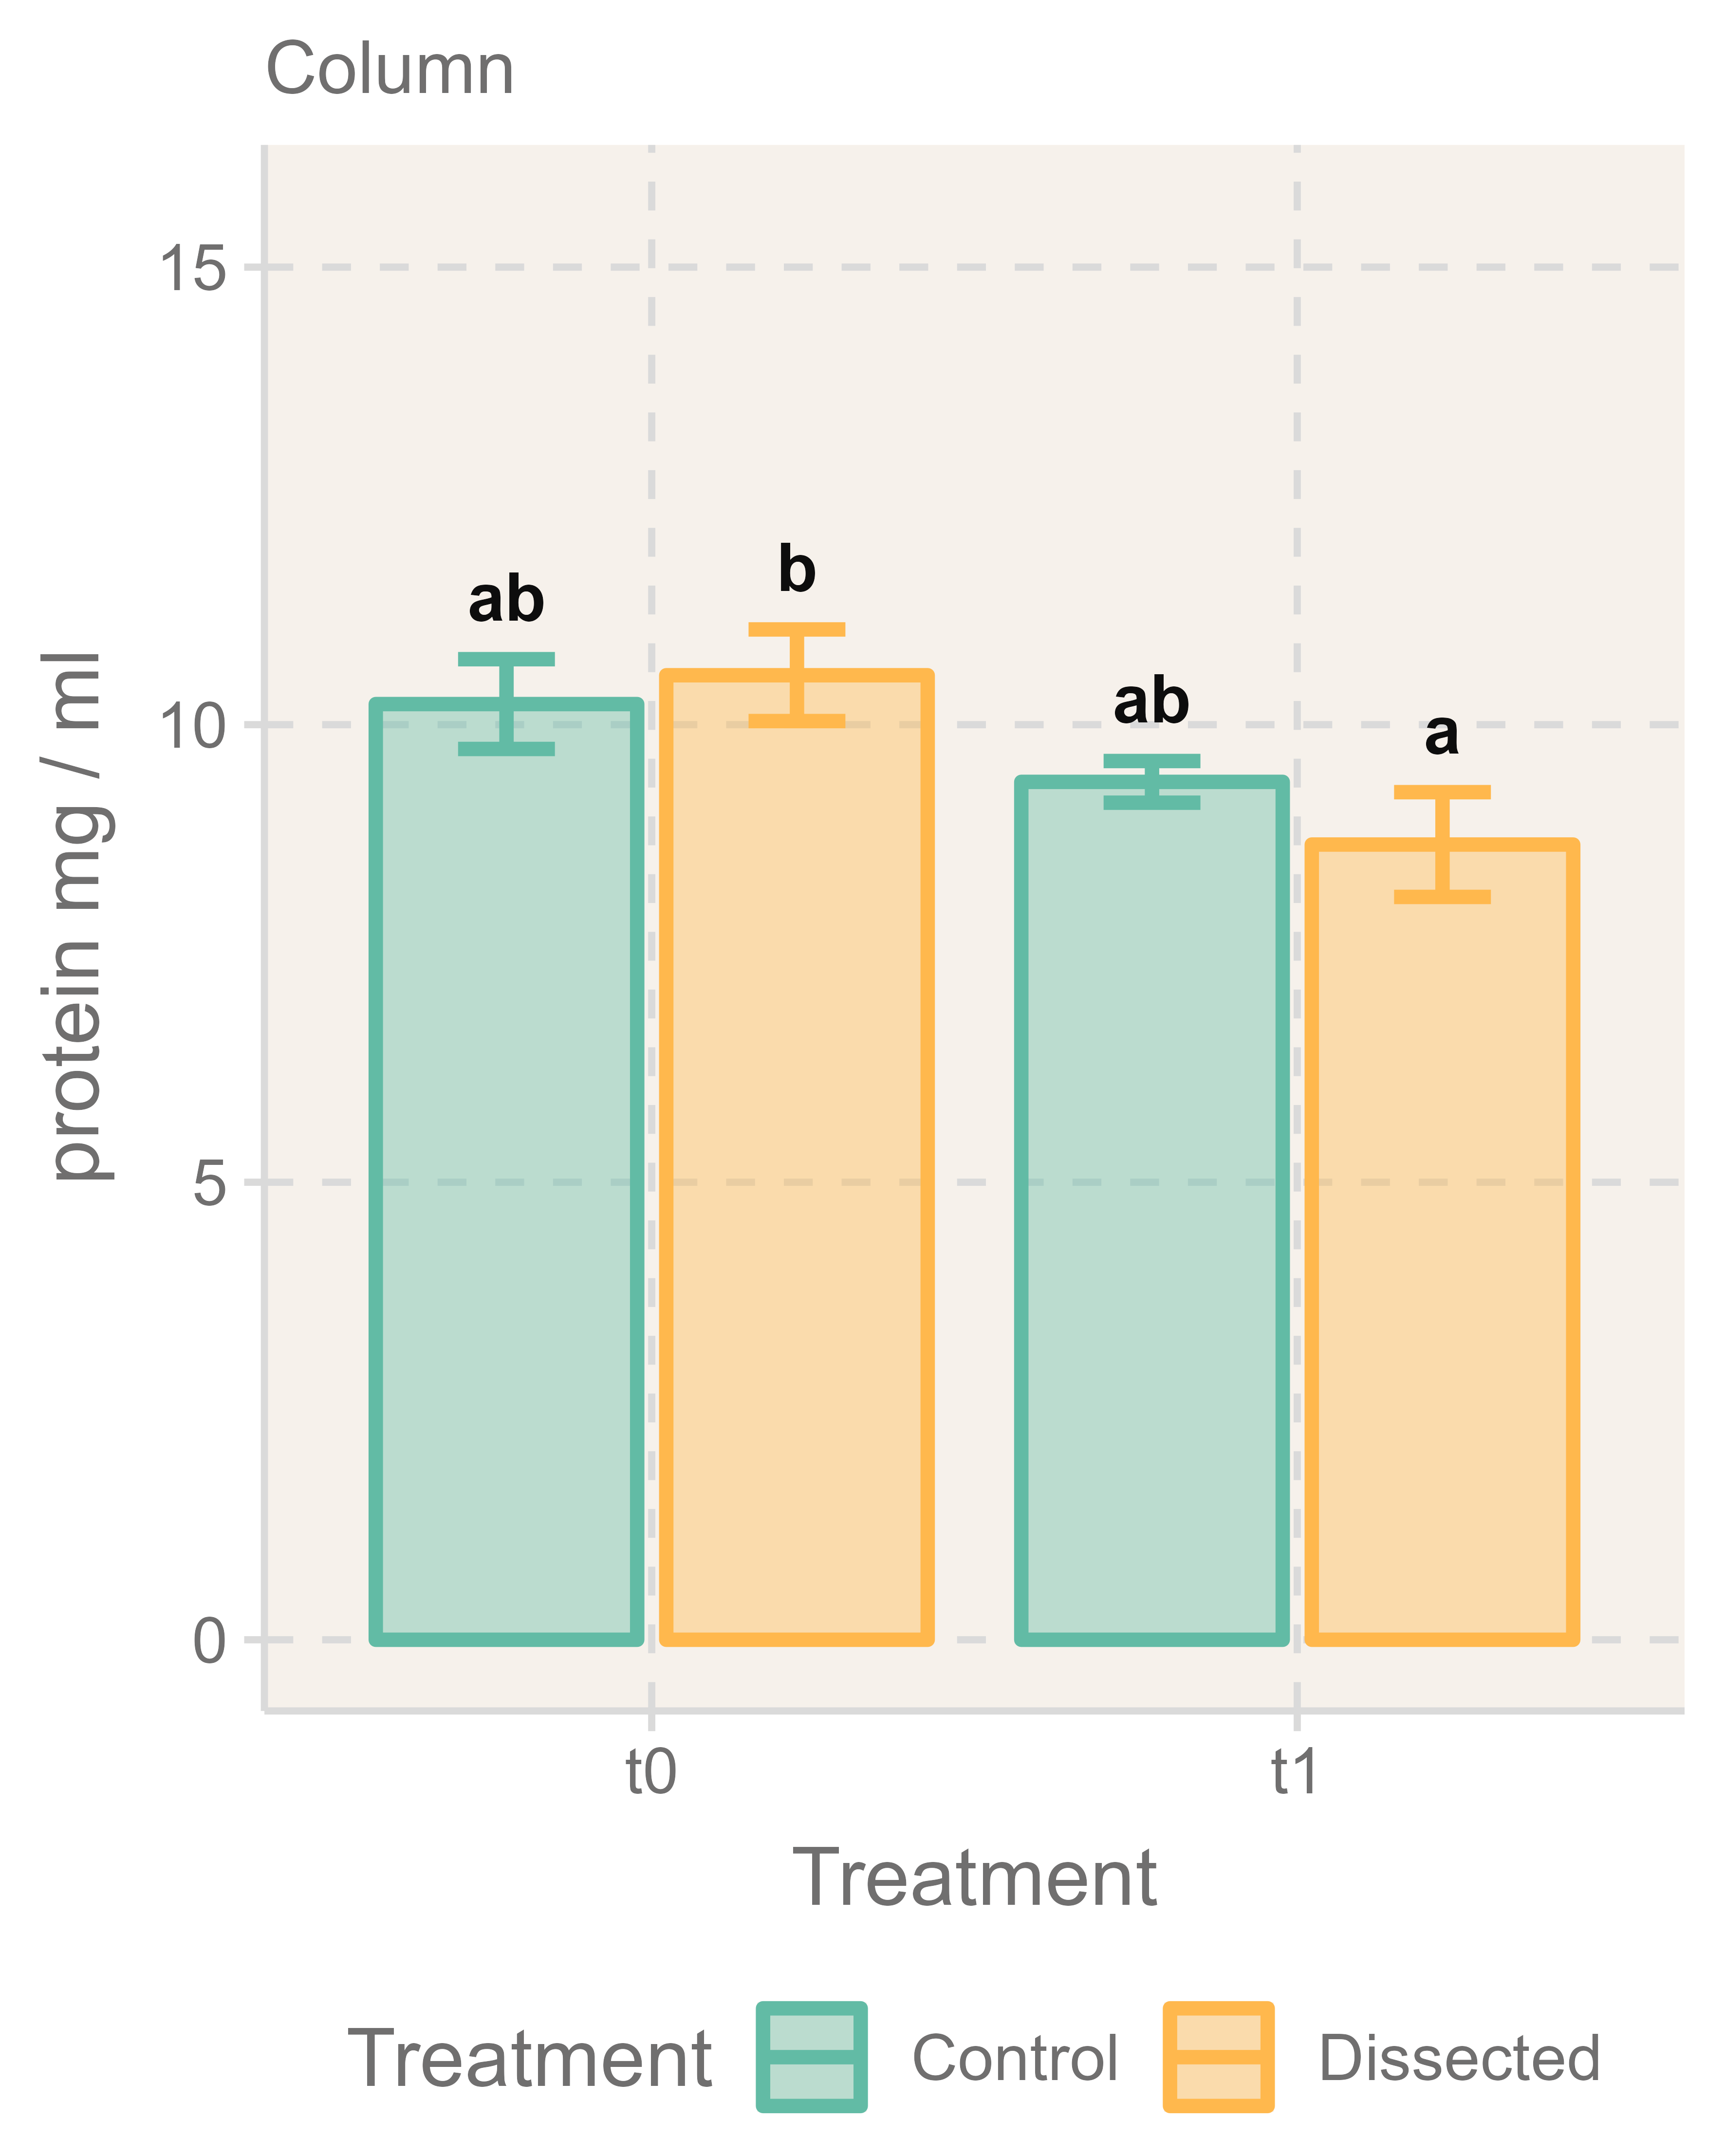 Column
15
ab
b
10
ab
a
protein mg / ml
5
0
t0
t1
Treatment
Treatment
Control
Dissected